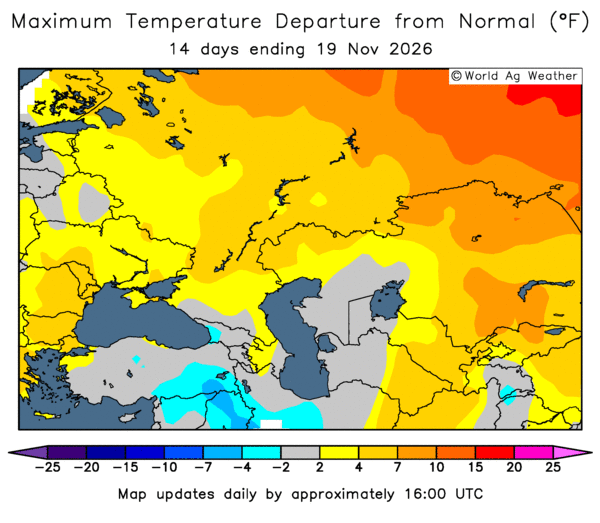 Maximum Temperature Departure from Normal (°F)
14 days ending 19 Nov 2026
© World Ag Weather
−25 −20 −15 −10 −7 −4 −2 2 4 7 10 15 20 25
Map updates daily by approximately 16:00 UTC